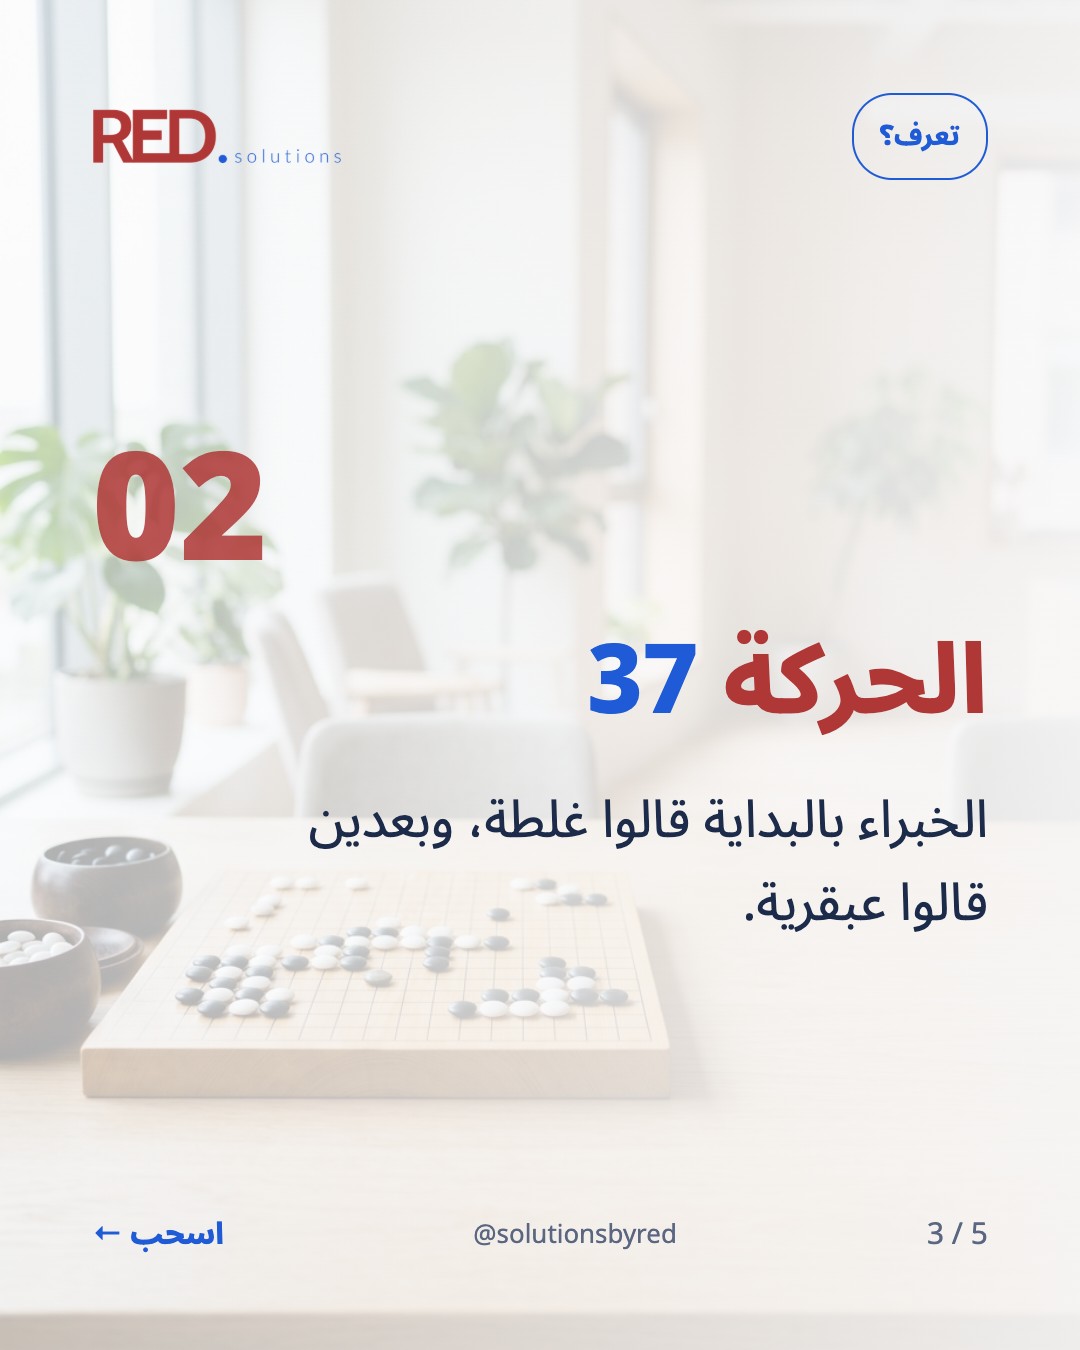 RED.solutions
تعرف؟
02
الحركة 37
الخبراء بالبداية قالوا غلطة، وبعدين
قالوا عبقرية.
اسحب ←
@solutionsbyred
3 / 5